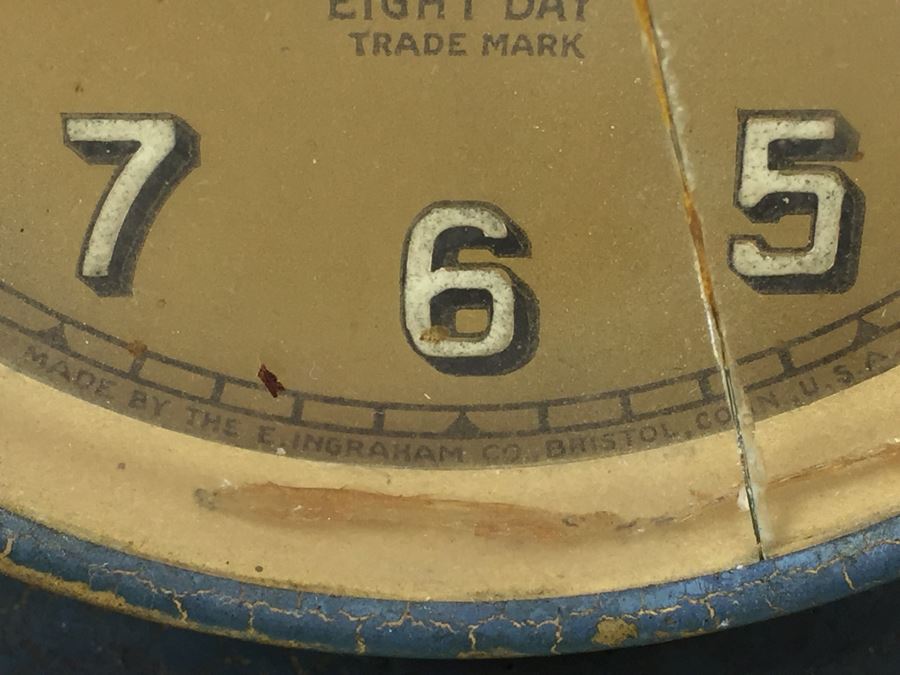 EIGHT DAY
TRADE MARK
7 6 5
MADE BY THE E. INGRAHAM CO. BRISTOL, CONN., U.S.A.